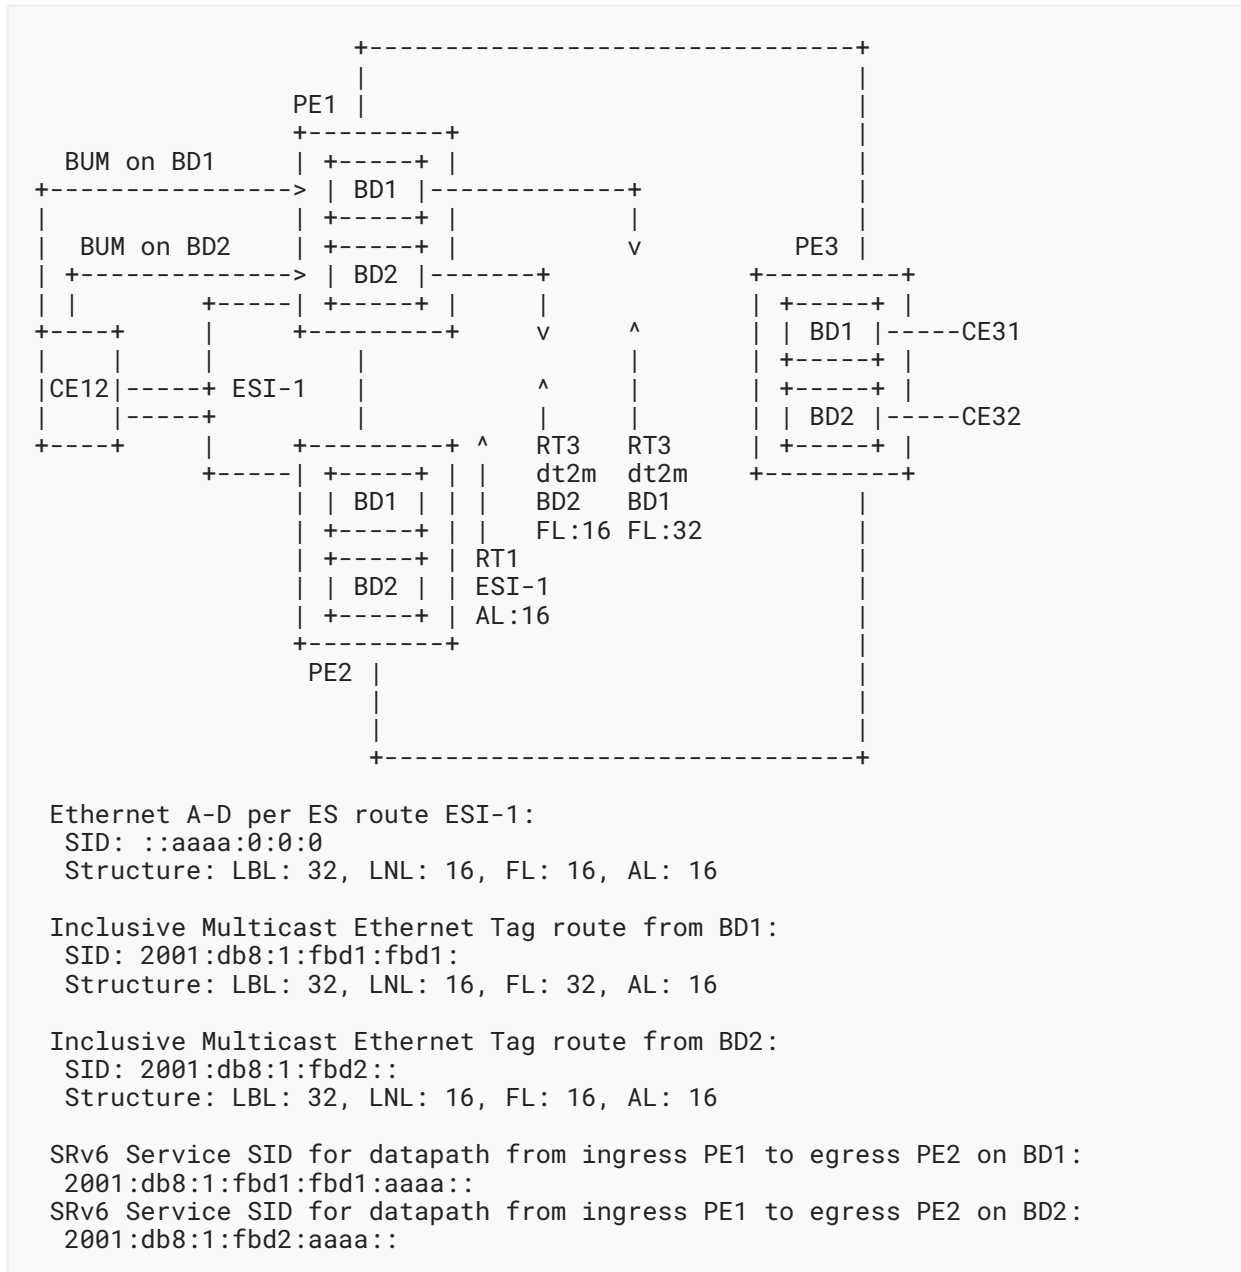 +--------------------------------+
                     |                                |
                 PE1 |                                |
                 +---------+                          |
  BUM on BD1     | +-----+ |                          |
+----------------> | BD1 |-------------+              |
|                | +-----+ |           |              |
|  BUM on BD2    | +-----+ |           v          PE3 |
| +--------------> | BD2 |-------+             +---------+
| |        +-----| +-----+ |     |             | +-----+ |
+----+     |     +---------+     v     ^       | | BD1 |-----CE31
|    |     |         |                 |       | +-----+ |
|CE12|-----+ ESI-1   |           ^     |       | +-----+ |
|    |-----+         |           |     |       | | BD2 |-----CE32
+----+     |     +---------+ ^   RT3   RT3     | +-----+ |
           +-----| +-----+ | |   dt2m  dt2m    +---------+
                 | | BD1 | | |   BD2   BD1            |
                 | +-----+ | |   FL:16 FL:32          |
                 | +-----+ | RT1                      |
                 | | BD2 | | ESI-1                    |
                 | +-----+ | AL:16                    |
                 +---------+                          |
                  PE2 |                               |
                      |                               |
                      |                               |
                      +-------------------------------+

Ethernet A-D per ES route ESI-1:
 SID: ::aaaa:0:0:0
 Structure: LBL: 32, LNL: 16, FL: 16, AL: 16

Inclusive Multicast Ethernet Tag route from BD1:
 SID: 2001:db8:1:fbd1:fbd1:
 Structure: LBL: 32, LNL: 16, FL: 32, AL: 16

Inclusive Multicast Ethernet Tag route from BD2:
 SID: 2001:db8:1:fbd2::
 Structure: LBL: 32, LNL: 16, FL: 16, AL: 16

SRv6 Service SID for datapath from ingress PE1 to egress PE2 on BD1:
 2001:db8:1:fbd1:fbd1:aaaa::
SRv6 Service SID for datapath from ingress PE1 to egress PE2 on BD2:
 2001:db8:1:fbd2:aaaa::